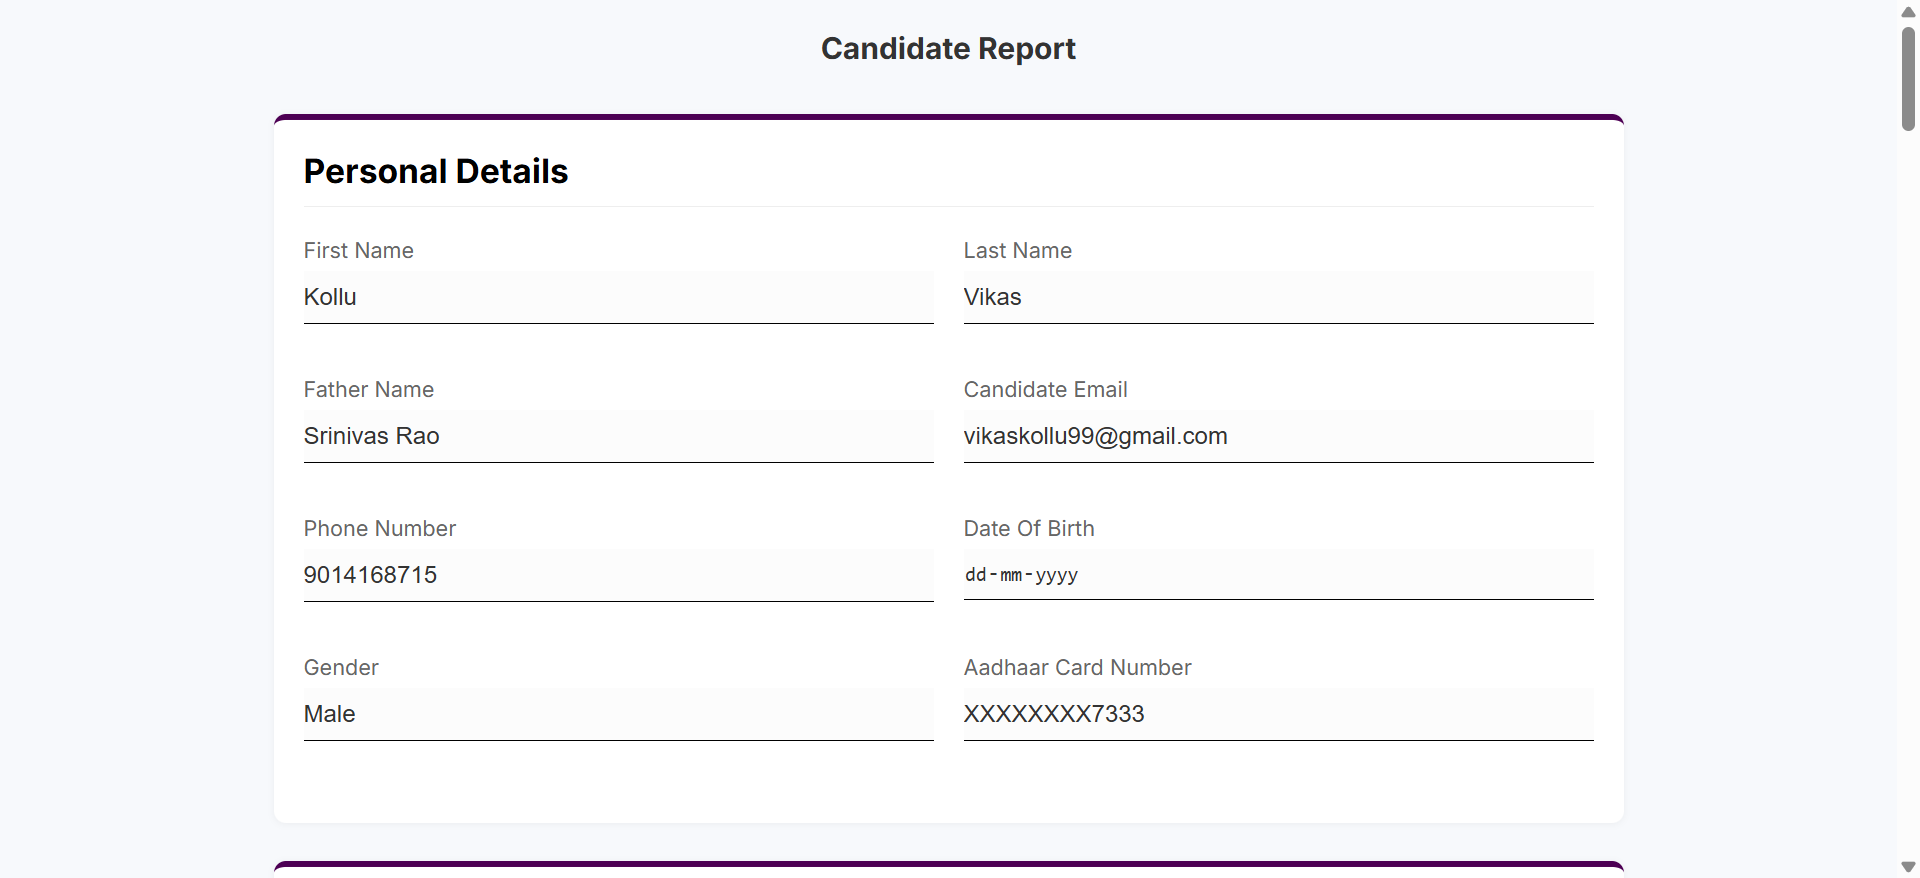 Candidate Report
Personal Details
First Name
Kollu
Last Name
Vikas
Father Name
Srinivas Rao
Candidate Email
vikaskollu99@gmail.com
Phone Number
9014168715
Date Of Birth
dd-mm-yyyy
Gender
Male
Aadhaar Card Number
XXXXXXXX7333